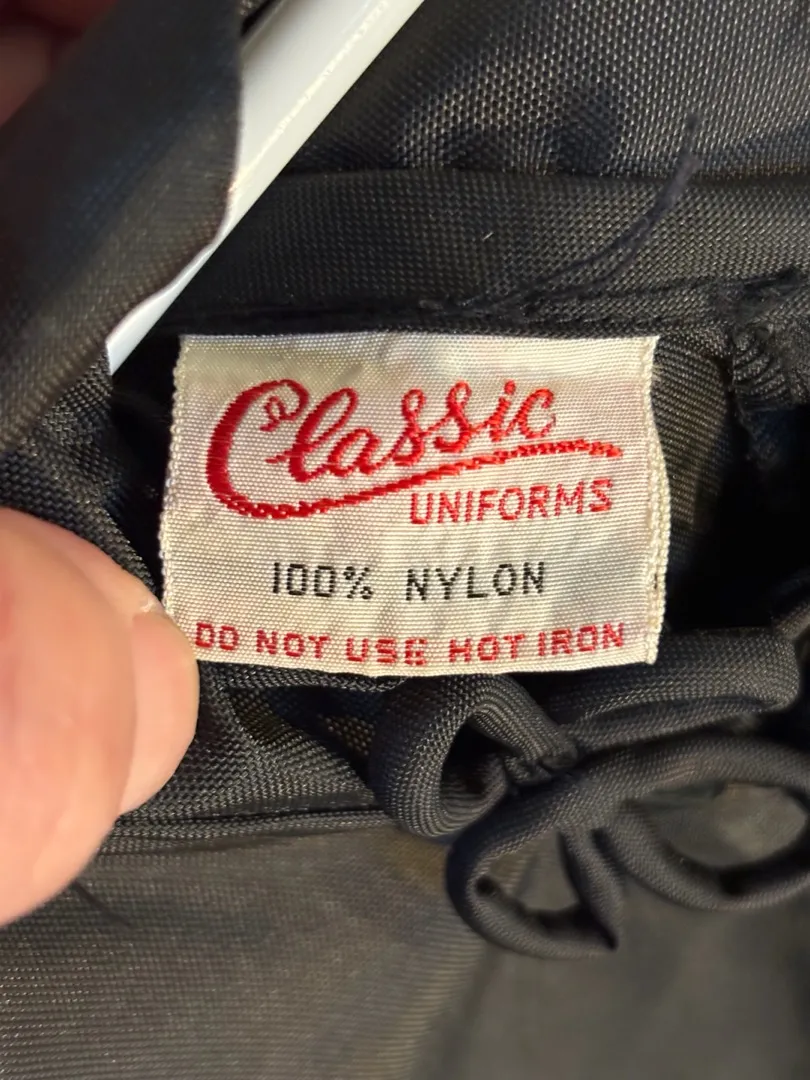 Classic
UNIFORMS
100% NYLON
DO NOT USE HOT IRON